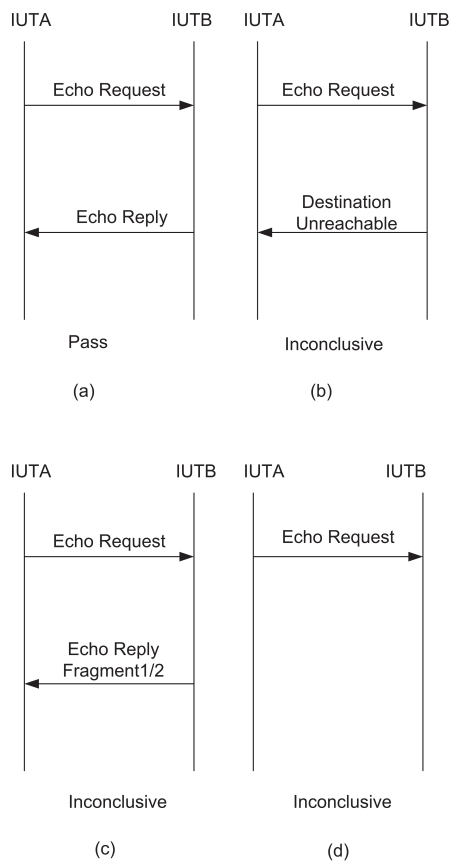 IUTA IUTB
Echo Request
Echo Reply
Pass
(a)
IUTA IUTB
Echo Request
Destination
Unreachable
Inconclusive
(b)
IUTA IUTB
Echo Request
Echo Reply
Fragment1/2
Inconclusive
(c)
IUTA IUTB
Echo Request
Inconclusive
(d)